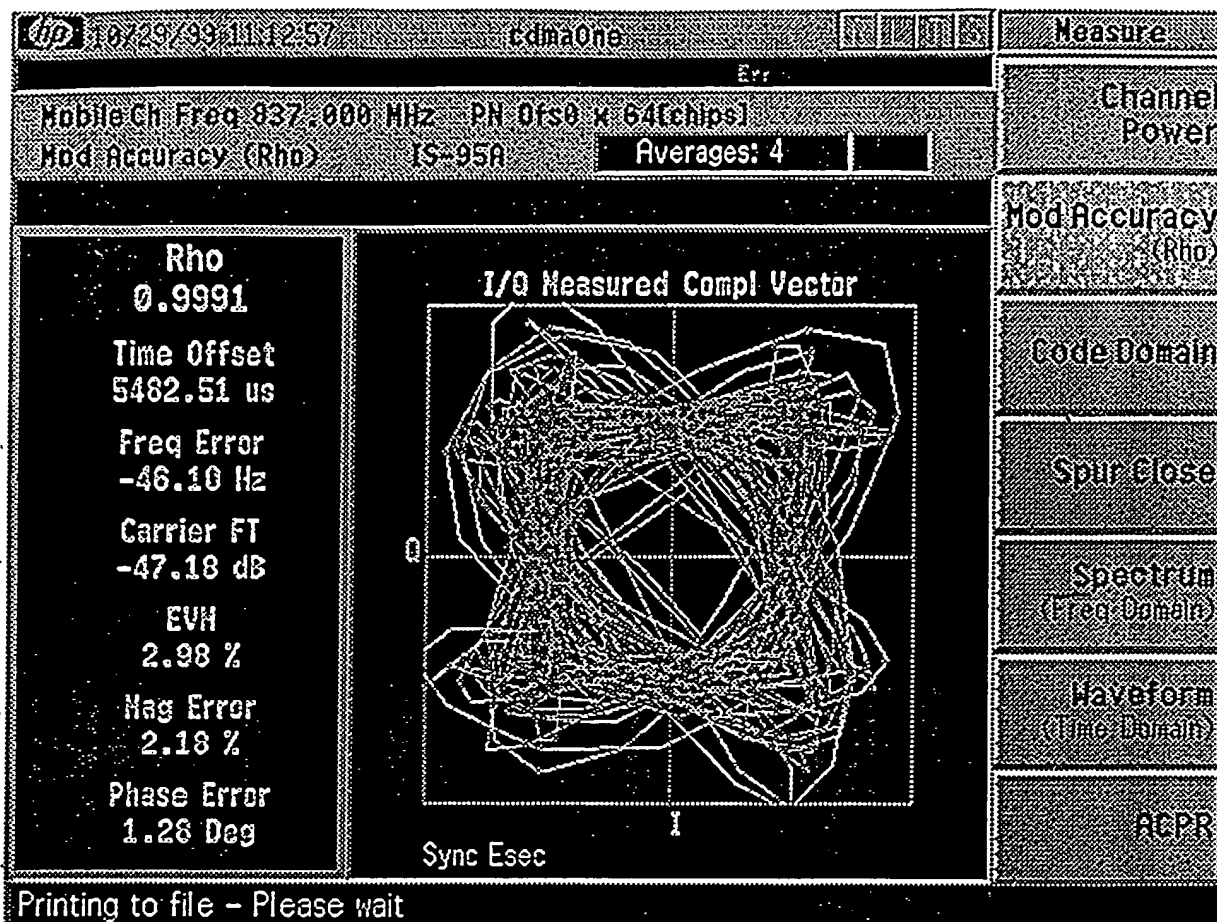 hp 10/29/99 11:12:57 cdmaOne
Measure
Err
Mobile Ch Freq 837.000 MHz PN Ofs0 x 64[chips]
Mod Accuracy (Rho) IS-95A Averages: 4
Channel
Power
Mod Accuracy
(Rho)
Code Domain
Spur Close
Spectrum
(Freq Domain)
Waveform
(Time Domain)
ACPR
Rho
0.9991
Time Offset
5482.51 us
Freq Error
-46.10 Hz
Carrier FT
-47.18 dB
EVM
2.98 %
Mag Error
2.18 %
Phase Error
1.28 Deg
I/Q Measured Compl Vector
Q
I
Sync Esec
Printing to file - Please wait